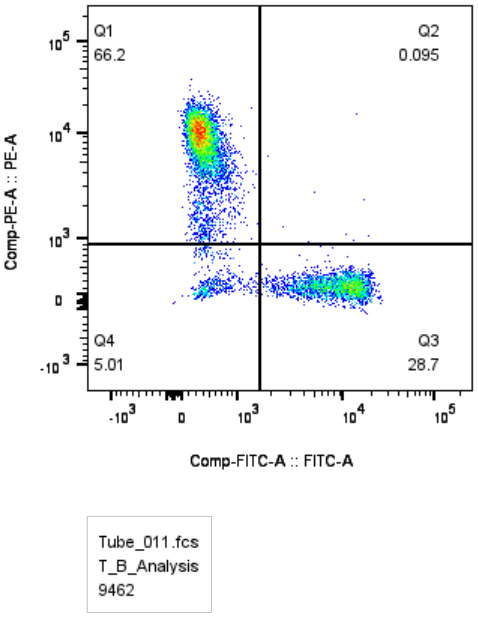 Q1
66.2
Q2
0.095
10^5
10^4
10^3
0
-10^3
Comp-PE-A :: PE-A
Q4
5.01
Q3
28.7
-10^3
0
10^3
10^4
10^5
Comp-FITC-A :: FITC-A
Tube_011.fcs
T_B_Analysis
9462